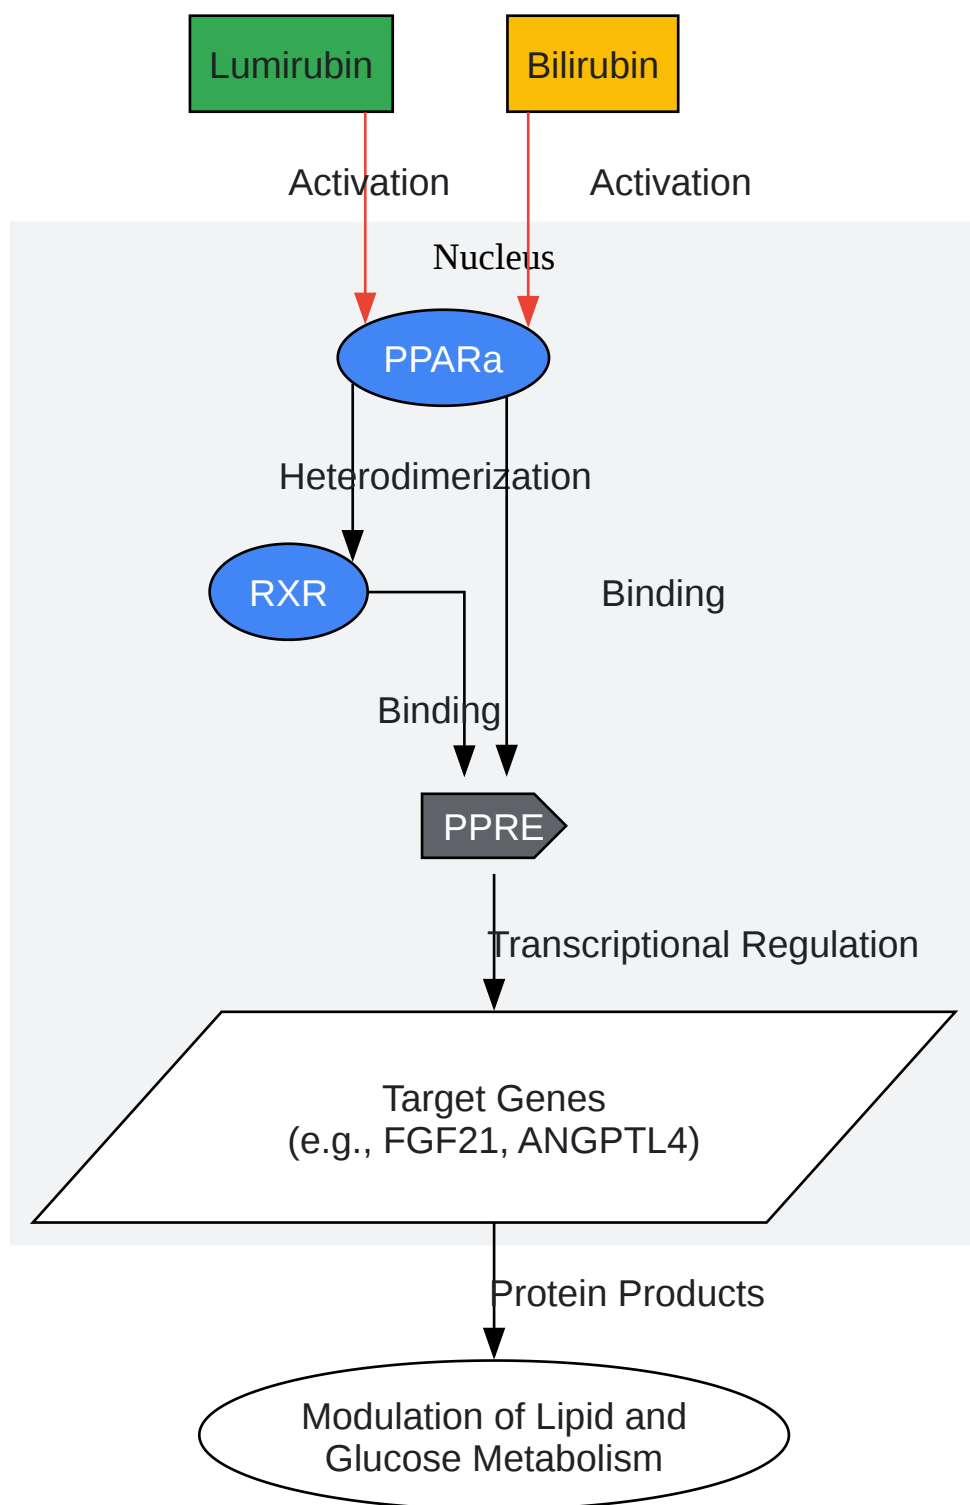 Lumirubin
Bilirubin
Activation
Activation
Nucleus
PPARa
Heterodimerization
RXR
Binding
Binding
PPRE
Transcriptional Regulation
Target Genes
(e.g., FGF21, ANGPTL4)
Protein Products
Modulation of Lipid and
Glucose Metabolism